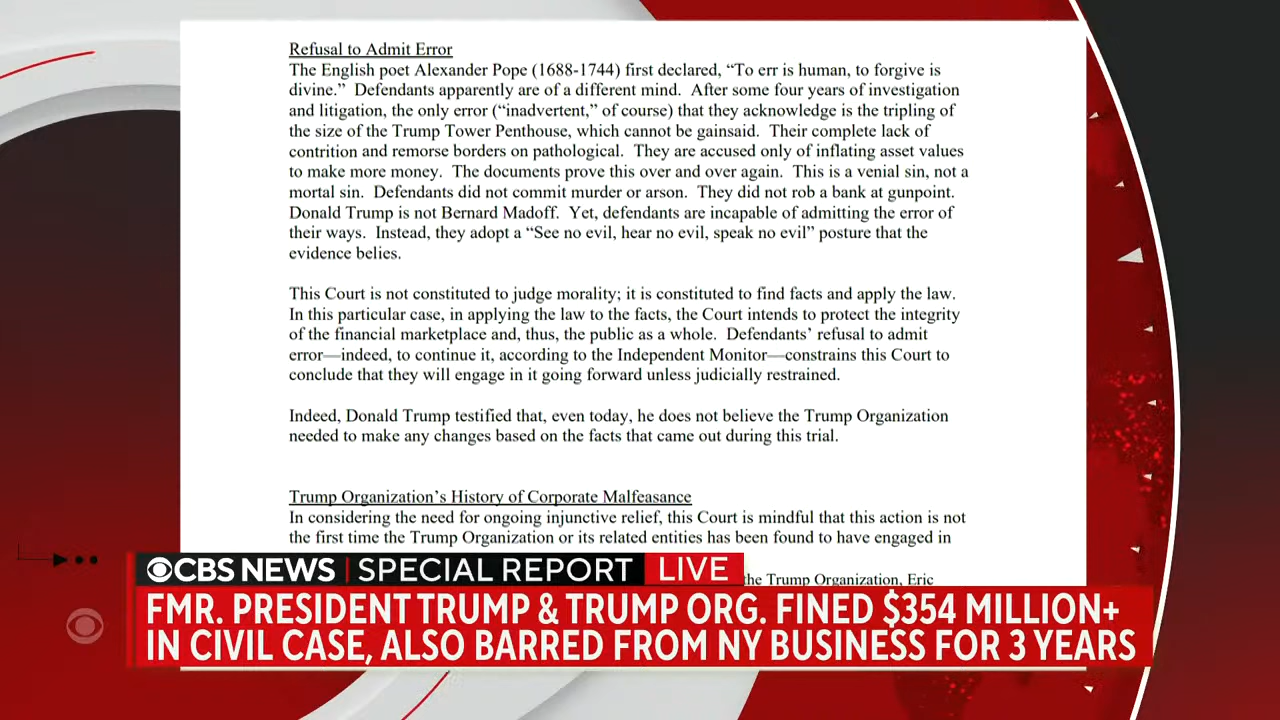 Refusal to Admit Error
The English poet Alexander Pope (1688-1744) first declared, “To err is human, to forgive is
divine.” Defendants apparently are of a different mind. After some four years of investigation
and litigation, the only error (“inadvertent,” of course) that they acknowledge is the tripling of
the size of the Trump Tower Penthouse, which cannot be gainsaid. Their complete lack of
contrition and remorse borders on pathological. They are accused only of inflating asset values
to make more money. The documents prove this over and over again. This is a venial sin, not a
mortal sin. Defendants did not commit murder or arson. They did not rob a bank at gunpoint.
Donald Trump is not Bernard Madoff. Yet, defendants are incapable of admitting the error of
their ways. Instead, they adopt a “See no evil, hear no evil, speak no evil” posture that the
evidence belies.
This Court is not constituted to judge morality; it is constituted to find facts and apply the law.
In this particular case, in applying the law to the facts, the Court intends to protect the integrity
of the financial marketplace and, thus, the public as a whole. Defendants’ refusal to admit
error—indeed, to continue it, according to the Independent Monitor—constrains this Court to
conclude that they will engage in it going forward unless judicially restrained.
Indeed, Donald Trump testified that, even today, he does not believe the Trump Organization
needed to make any changes based on the facts that came out during this trial.
Trump Organization’s History of Corporate Malfeasance
In considering the need for ongoing injunctive relief, this Court is mindful that this action is not
the first time the Trump Organization or its related entities has been found to have engaged in
the Trump Organization, Eric
CBS NEWS SPECIAL REPORT LIVE
FMR. PRESIDENT TRUMP & TRUMP ORG. FINED $354 MILLION+
IN CIVIL CASE, ALSO BARRED FROM NY BUSINESS FOR 3 YEARS